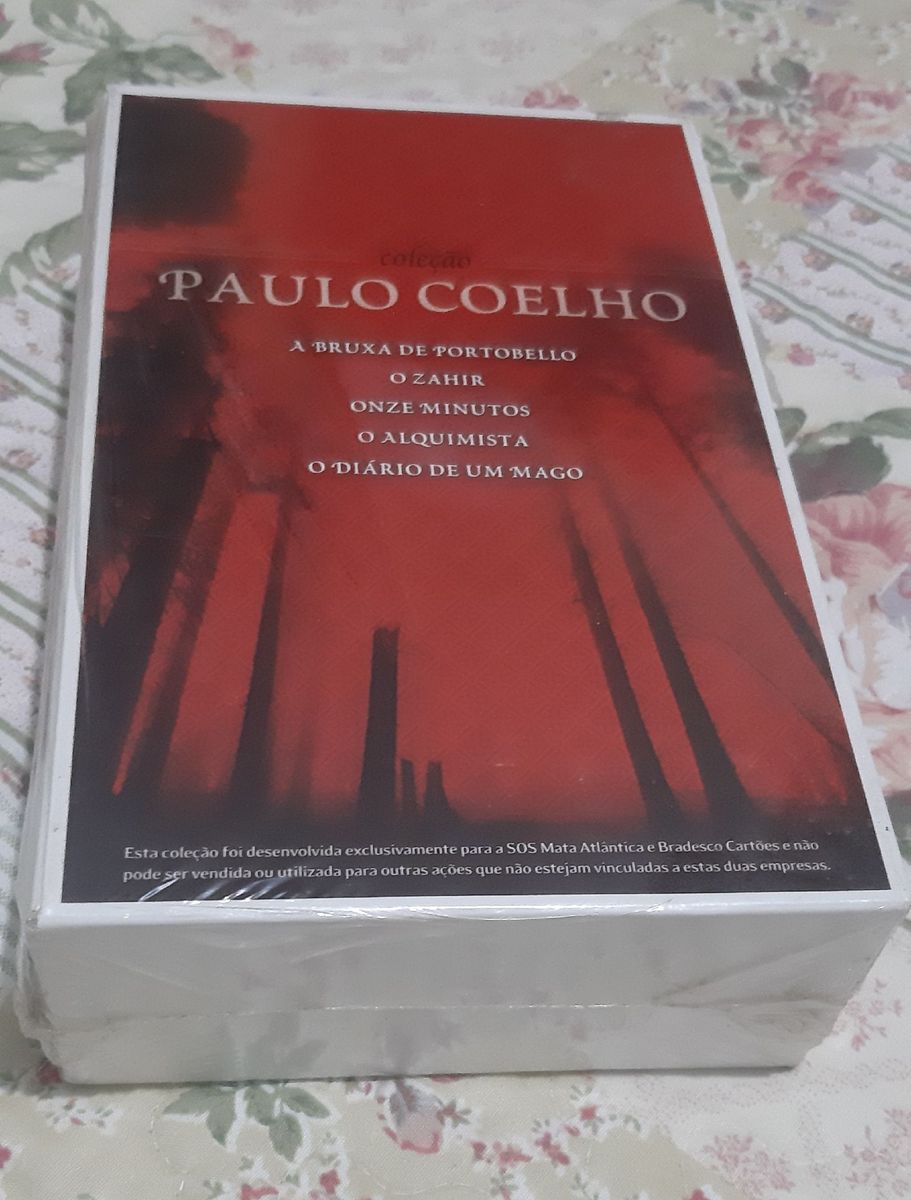 coleção
PAULO COELHO
A BRUXA DE PORTOBELLO
O ZAHIR
ONZE MINUTOS
O ALQUIMISTA
O DIÁRIO DE UM MAGO
Esta coleção foi desenvolvida exclusivamente para a SOS Mata Atlântica e Bradesco Cartões e não
pode ser vendida ou utilizada para outras ações que não estejam vinculadas a estas duas empresas.